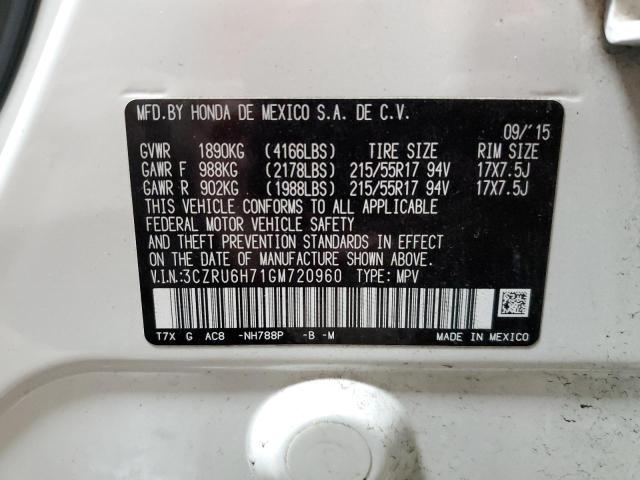 MFD.BY HONDA DE MEXICO S.A. DE C.V.
09/'15
GVWR 1890KG (4166LBS) TIRE SIZE RIM SIZE
GAWR F 988KG (2178LBS) 215/55R17 94V 17X7.5J
GAWR R 902KG (1988LBS) 215/55R17 94V 17X7.5J
THIS VEHICLE CONFORMS TO ALL APPLICABLE
FEDERAL MOTOR VEHICLE SAFETY
AND THEFT PREVENTION STANDARDS IN EFFECT
ON THE DATE OF MANUFACTURE SHOWN ABOVE.
V.I.N:3CZRU6H71GM720960 TYPE: MPV
T7X G AC8 -NH788P -B -M MADE IN MEXICO